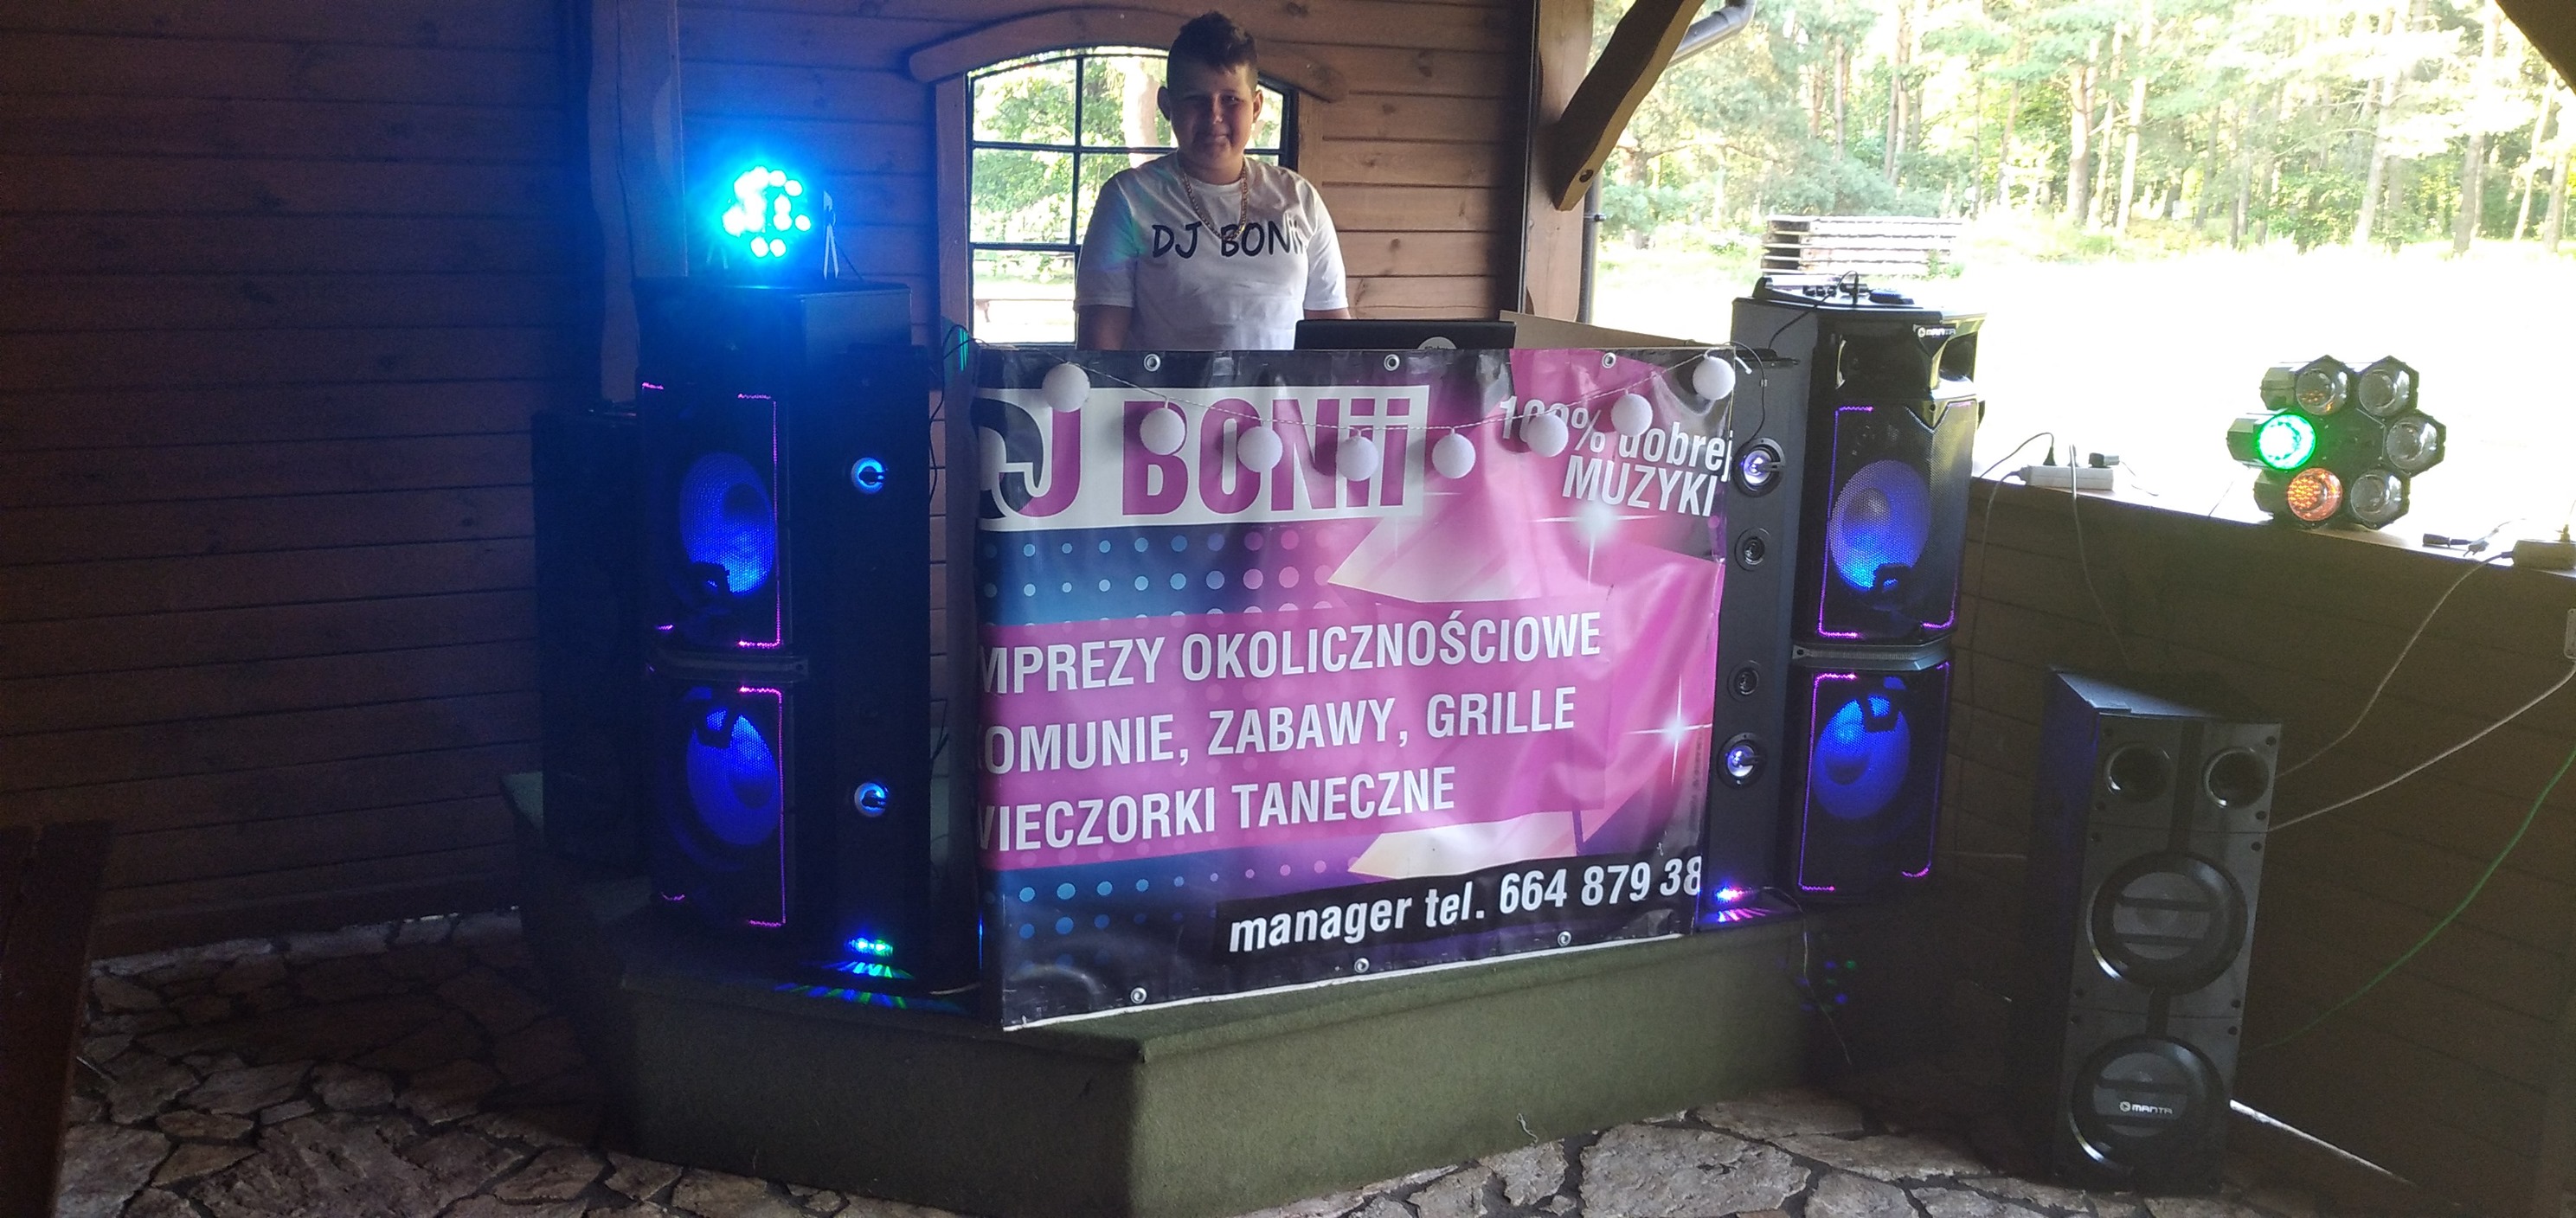 DJ BONii
MANTA
DJ BONii
100% dobrej
MUZYKI
IMPREZY OKOLICZNOŚCIOWE
KOMUNIE, ZABAWY, GRILLE
WIECZORKI TANECZNE
manager tel. 664 879 38
MANTA